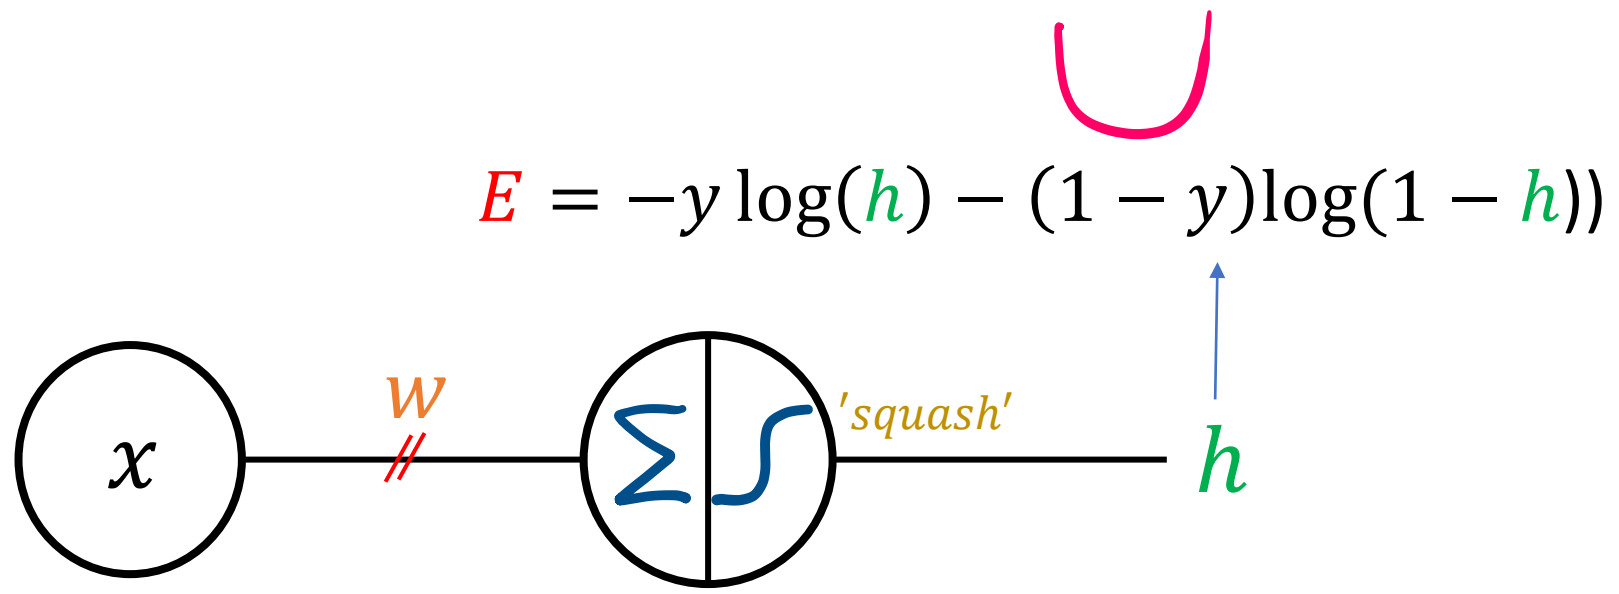 E = −y log(h) − (1 − y)log(1 − h))
w
'squash'
x
∑ ∫
h